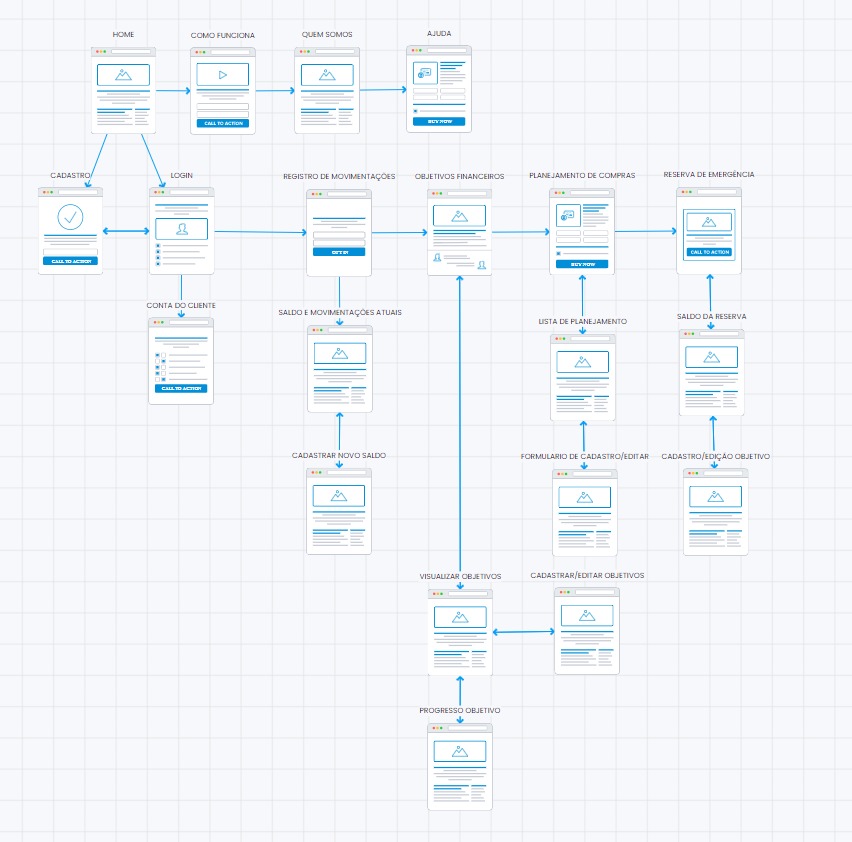 HOME
COMO FUNCIONA
QUEM SOMOS
AJUDA
CALL TO ACTION
BUY NOW
CADASTRO
LOGIN
REGISTRO DE MOVIMENTAÇÕES
OBJETIVOS FINANCEIROS
PLANEJAMENTO DE COMPRAS
RESERVA DE EMERGÊNCIA
CALL TO ACTION
BUY NOW
CALL TO ACTION
CONTA DO CLIENTE
SALDO E MOVIMENTAÇÕES ATUAIS
LISTA DE PLANEJAMENTO
SALDO DA RESERVA
CALL TO ACTION
CADASTRAR NOVO SALDO
FORMULARIO DE CADASTRO/EDITAR
CADASTRO/EDIÇÃO OBJETIVO
VISUALIZAR OBJETIVOS
CADASTRAR/EDITAR OBJETIVOS
PROGRESSO OBJETIVO